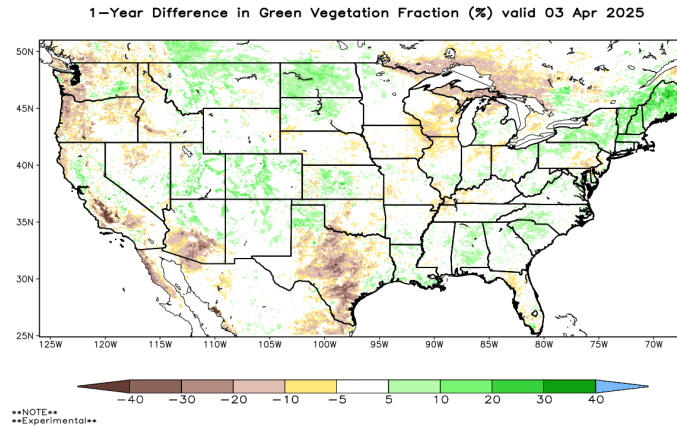 1-Year Difference in Green Vegetation Fraction (%) valid 03 Apr 2025
50N
45N
40N
35N
30N
25N
125W 120W 115W 110W 105W 100W 95W 90W 85W 80W 75W 70W
-40 -30 -20 -10 -5 5 10 20 30 40
**NOTE**
**Experimental**